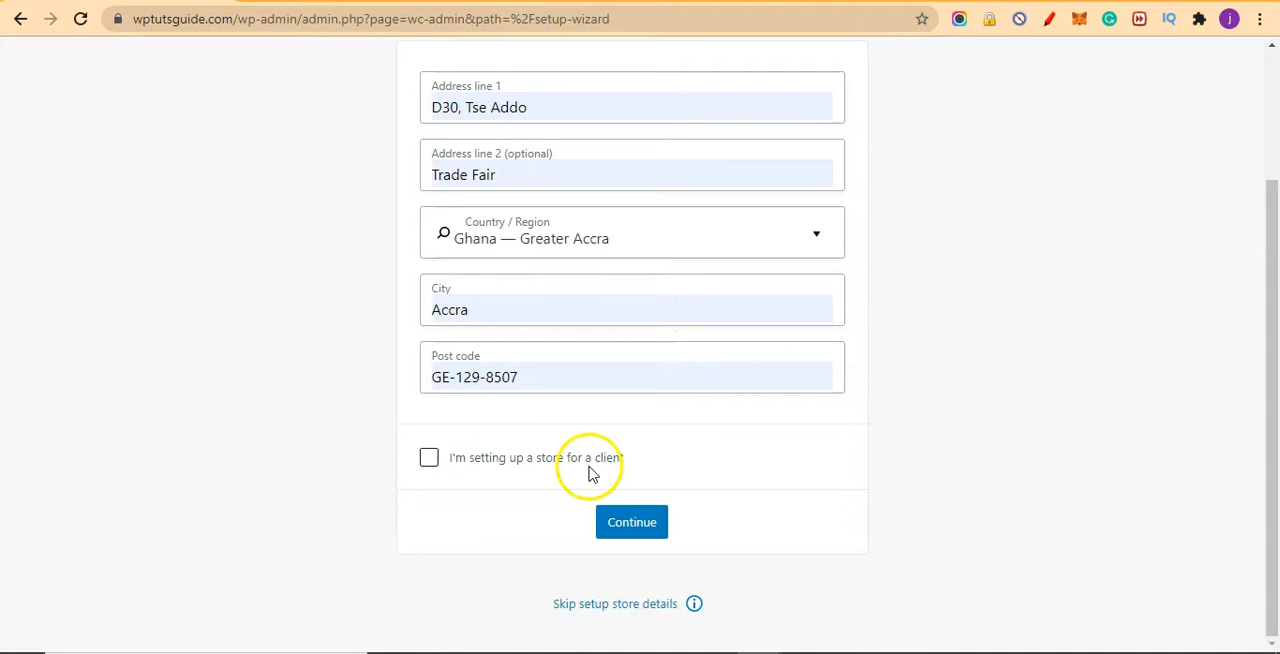 wptutsguide.com/wp-admin/admin.php?page=wc-admin&path=%2Fsetup-wizard
IQ
j
Address line 1
D30, Tse Addo
Address line 2 (optional)
Trade Fair
Country / Region
Ghana — Greater Accra
City
Accra
Post code
GE-129-8507
I'm setting up a store for a client
Continue
Skip setup store details